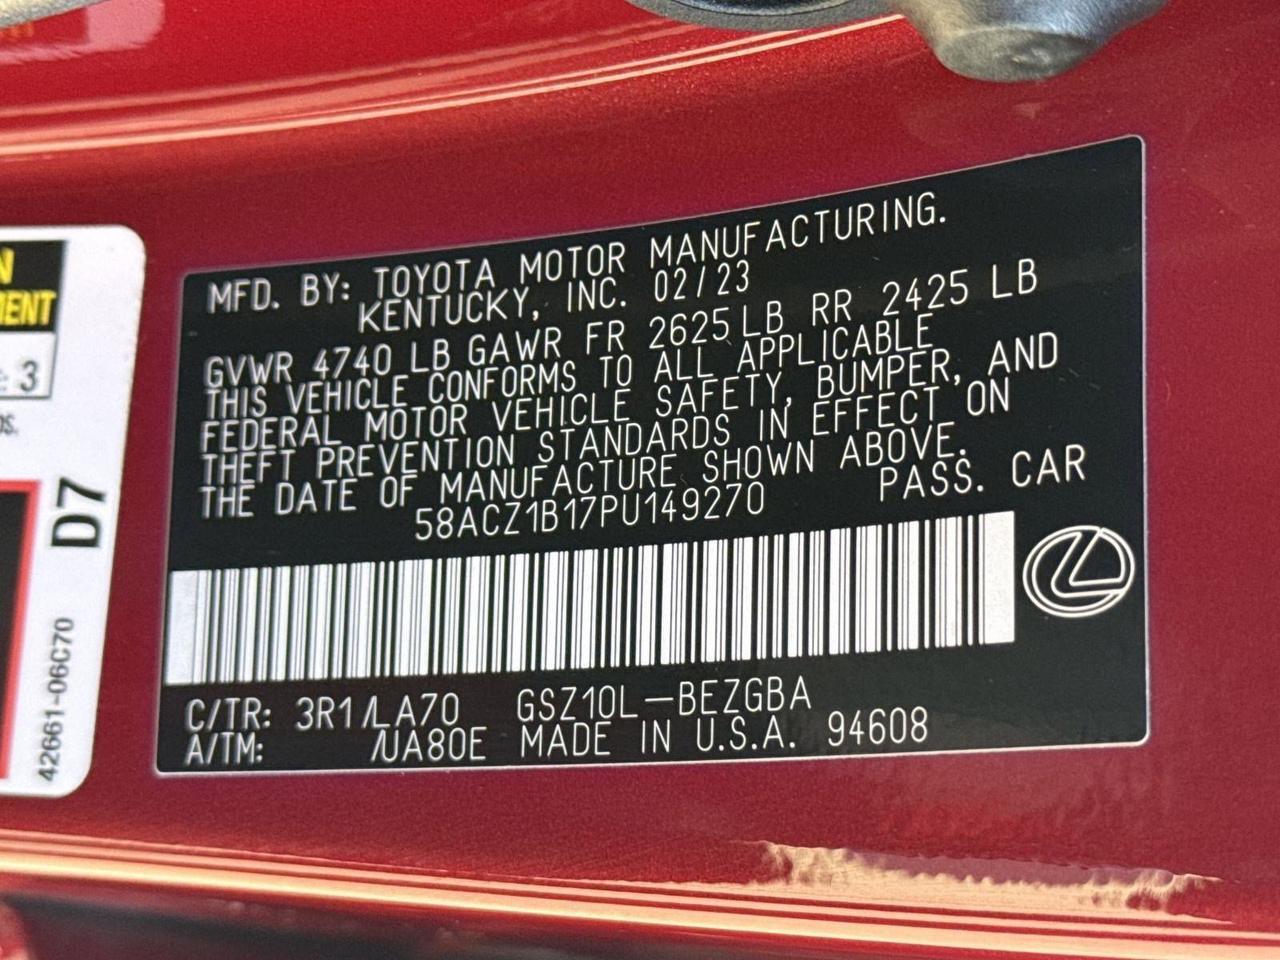 MFD. BY: TOYOTA MOTOR MANUFACTURING.
KENTUCKY, INC. 02/23
GVWR 4740 LB GAWR FR 2625 LB RR 2425 LB
THIS VEHICLE CONFORMS TO ALL APPLICABLE
FEDERAL MOTOR VEHICLE SAFETY, BUMPER, AND
THEFT PREVENTION STANDARDS IN EFFECT ON
THE DATE OF MANUFACTURE SHOWN ABOVE.
58ACZ1B17PU149270 PASS. CAR
C/TR: 3R1/LA70 GSZ10L-BEZGBA
A/TM: /UA80E MADE IN U.S.A. 94608
3
D7
42661-06C70